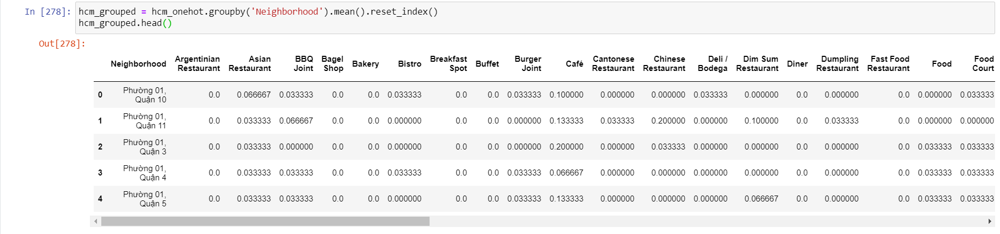 In [278]: hcm_grouped = hcm_onehot.groupby('Neighborhood').mean().reset_index()
hcm_grouped.head()
Out[278]:
Neighborhood Argentinian Restaurant Asian Restaurant BBQ Joint Bagel Shop Bakery Bistro Breakfast Spot Buffet Burger Joint Café Cantonese Restaurant Chinese Restaurant Deli / Bodega Dim Sum Restaurant Diner Dumpling Restaurant Fast Food Restaurant Food Food Court
0 Phường 01, Quận 10 0.0 0.066667 0.033333 0.0 0.0 0.033333 0.0 0.0 0.033333 0.100000 0.000000 0.000000 0.033333 0.000000 0.0 0.000000 0.0 0.000000 0.033333
1 Phường 01, Quận 11 0.0 0.033333 0.066667 0.0 0.0 0.000000 0.0 0.0 0.000000 0.133333 0.033333 0.200000 0.000000 0.100000 0.0 0.033333 0.0 0.000000 0.000000
2 Phường 01, Quận 3 0.0 0.033333 0.000000 0.0 0.0 0.000000 0.0 0.0 0.000000 0.200000 0.000000 0.033333 0.000000 0.000000 0.0 0.000000 0.0 0.033333 0.033333
3 Phường 01, Quận 4 0.0 0.033333 0.033333 0.0 0.0 0.033333 0.0 0.0 0.033333 0.066667 0.000000 0.000000 0.000000 0.000000 0.0 0.000000 0.0 0.033333 0.033333
4 Phường 01, Quận 5 0.0 0.033333 0.033333 0.0 0.0 0.000000 0.0 0.0 0.033333 0.133333 0.000000 0.000000 0.000000 0.066667 0.0 0.000000 0.0 0.033333 0.033333